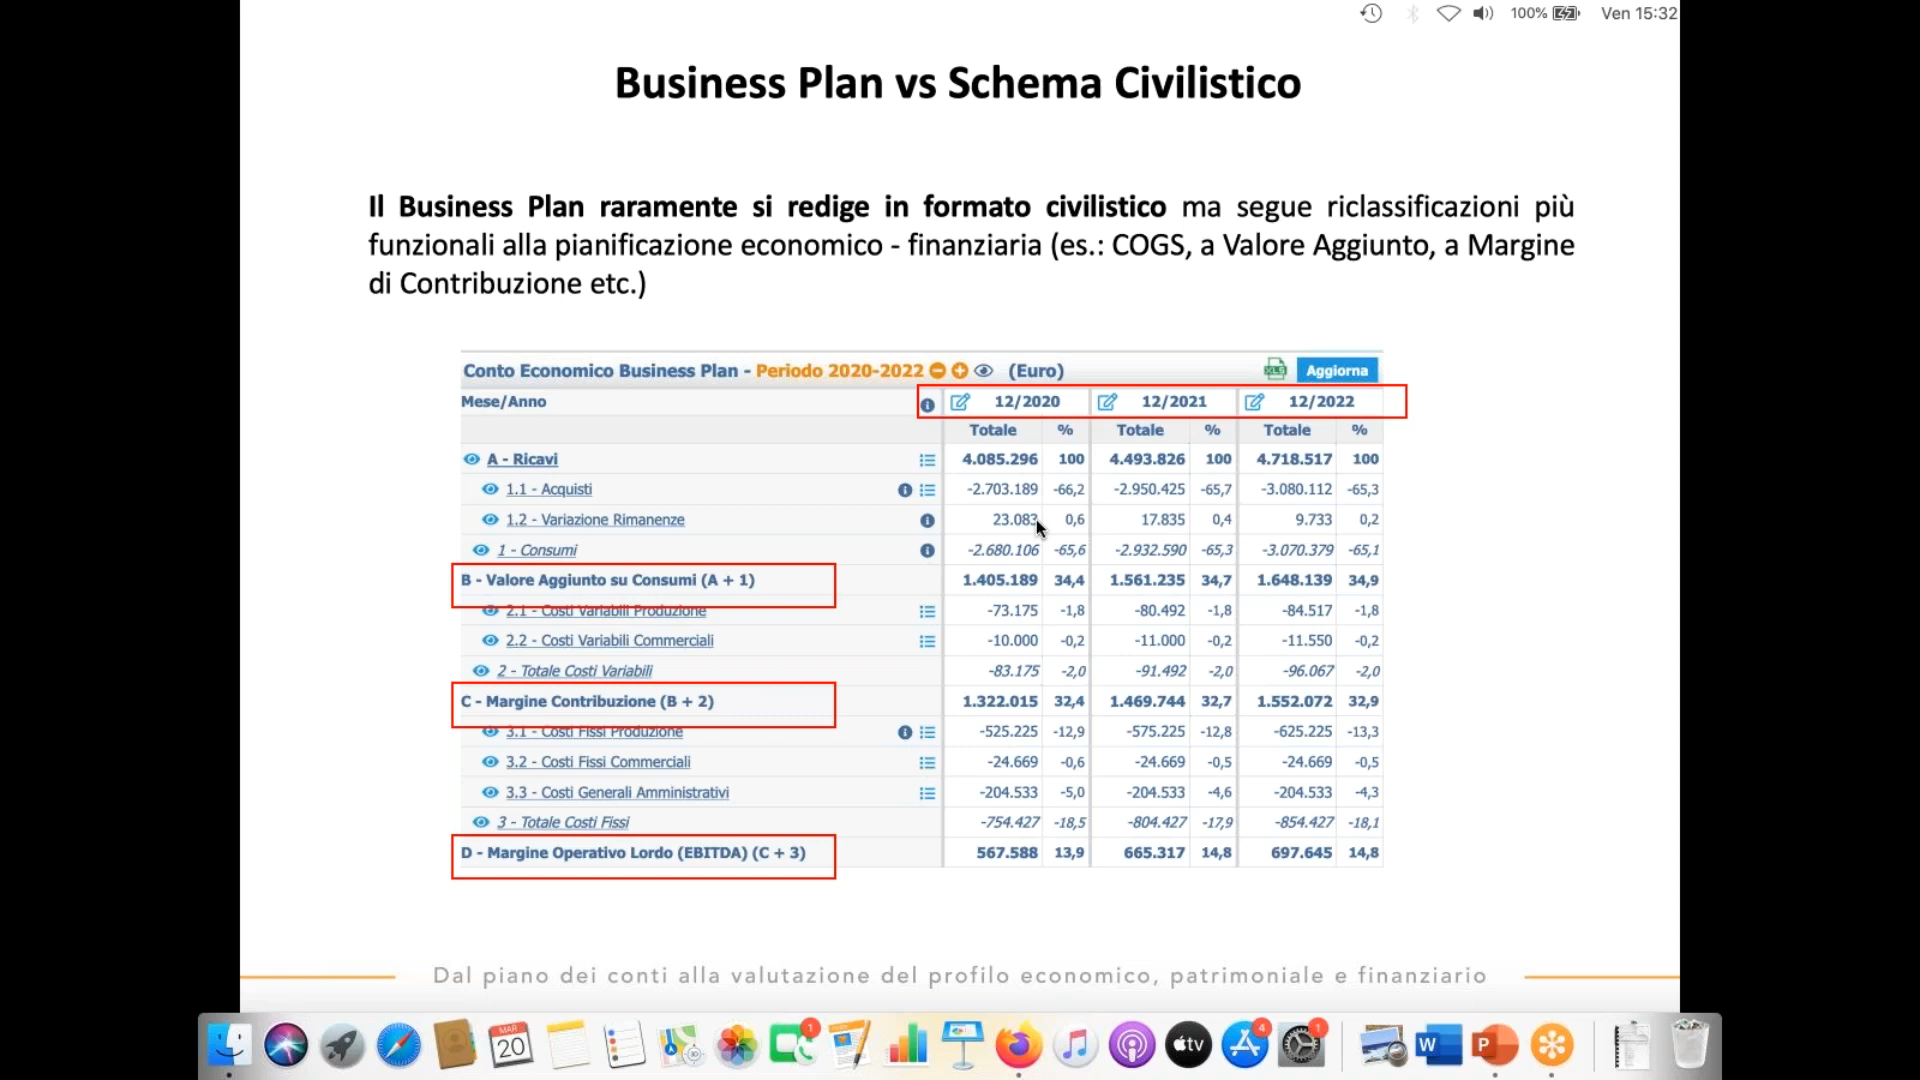 100% Ven 15:32
Business Plan vs Schema Civilistico
Il Business Plan raramente si redige in formato civilistico ma segue riclassificazioni più
funzionali alla pianificazione economico - finanziaria (es.: COGS, a Valore Aggiunto, a Margine
di Contribuzione etc.)
Conto Economico Business Plan - Periodo 2020-2022 (Euro) XLS Aggiorna
Mese/Anno 12/2020 12/2021 12/2022
Totale % Totale % Totale %
A - Ricavi 4.085.296 100 4.493.826 100 4.718.517 100
1.1 - Acquisti -2.703.189 -66,2 -2.950.425 -65,7 -3.080.112 -65,3
1.2 - Variazione Rimanenze 23.083 0,6 17.835 0,4 9.733 0,2
1 - Consumi -2.680.106 -65,6 -2.932.590 -65,3 -3.070.379 -65,1
B - Valore Aggiunto su Consumi (A + 1) 1.405.189 34,4 1.561.235 34,7 1.648.139 34,9
2.1 - Costi Variabili Produzione -73.175 -1,8 -80.492 -1,8 -84.517 -1,8
2.2 - Costi Variabili Commerciali -10.000 -0,2 -11.000 -0,2 -11.550 -0,2
2 - Totale Costi Variabili -83.175 -2,0 -91.492 -2,0 -96.067 -2,0
C - Margine Contribuzione (B + 2) 1.322.015 32,4 1.469.744 32,7 1.552.072 32,9
3.1 - Costi Fissi Produzione -525.225 -12,9 -575.225 -12,8 -625.225 -13,3
3.2 - Costi Fissi Commerciali -24.669 -0,6 -24.669 -0,5 -24.669 -0,5
3.3 - Costi Generali Amministrativi -204.533 -5,0 -204.533 -4,6 -204.533 -4,3
3 - Totale Costi Fissi -754.427 -18,5 -804.427 -17,9 -854.427 -18,1
D - Margine Operativo Lordo (EBITDA) (C + 3) 567.588 13,9 665.317 14,8 697.645 14,8
Dal piano dei conti alla valutazione del profilo economico, patrimoniale e finanziario
MAR
20
1
tv
4
1
W
P